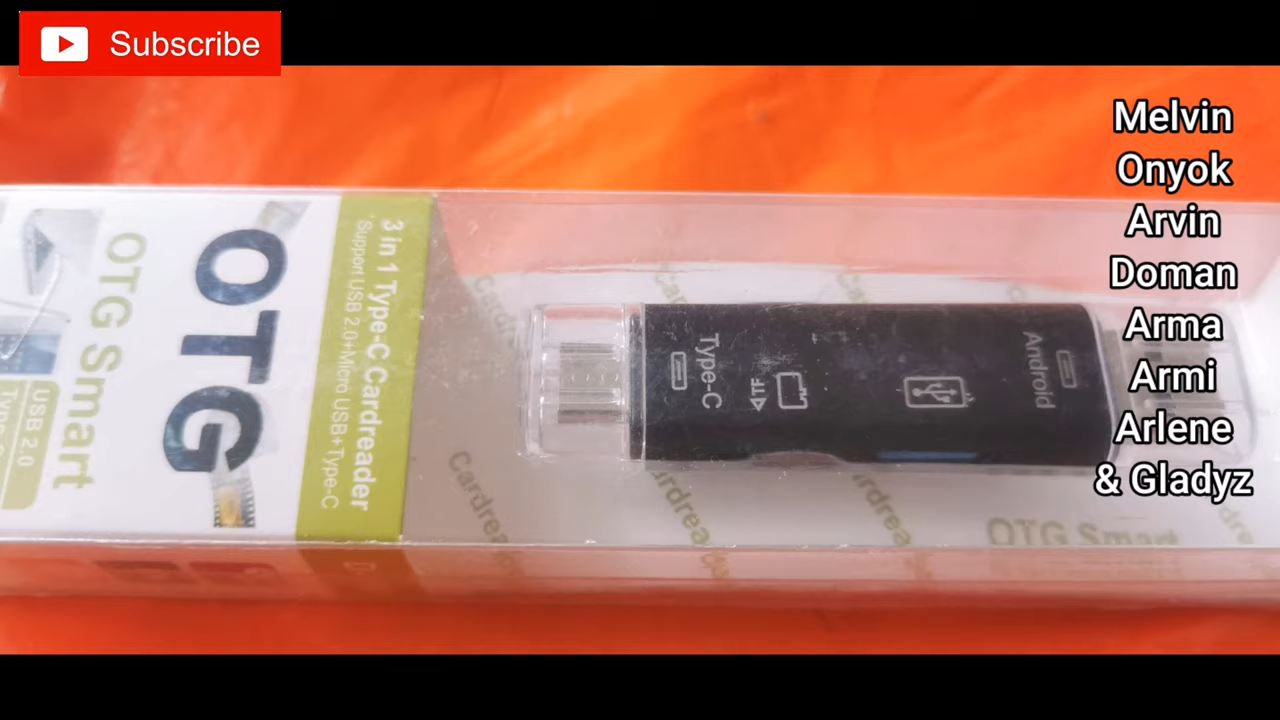 Subscribe
Melvin
Onyok
Arvin
Doman
Arma
Armi
Arlene
& Gladyz
OTG
OTG Smart
USB 2.0
3 in 1 Type-C Cardreader
Support USB 2.0+Micro USB+Type-C
Type-C
TF
Android
OTG Smart